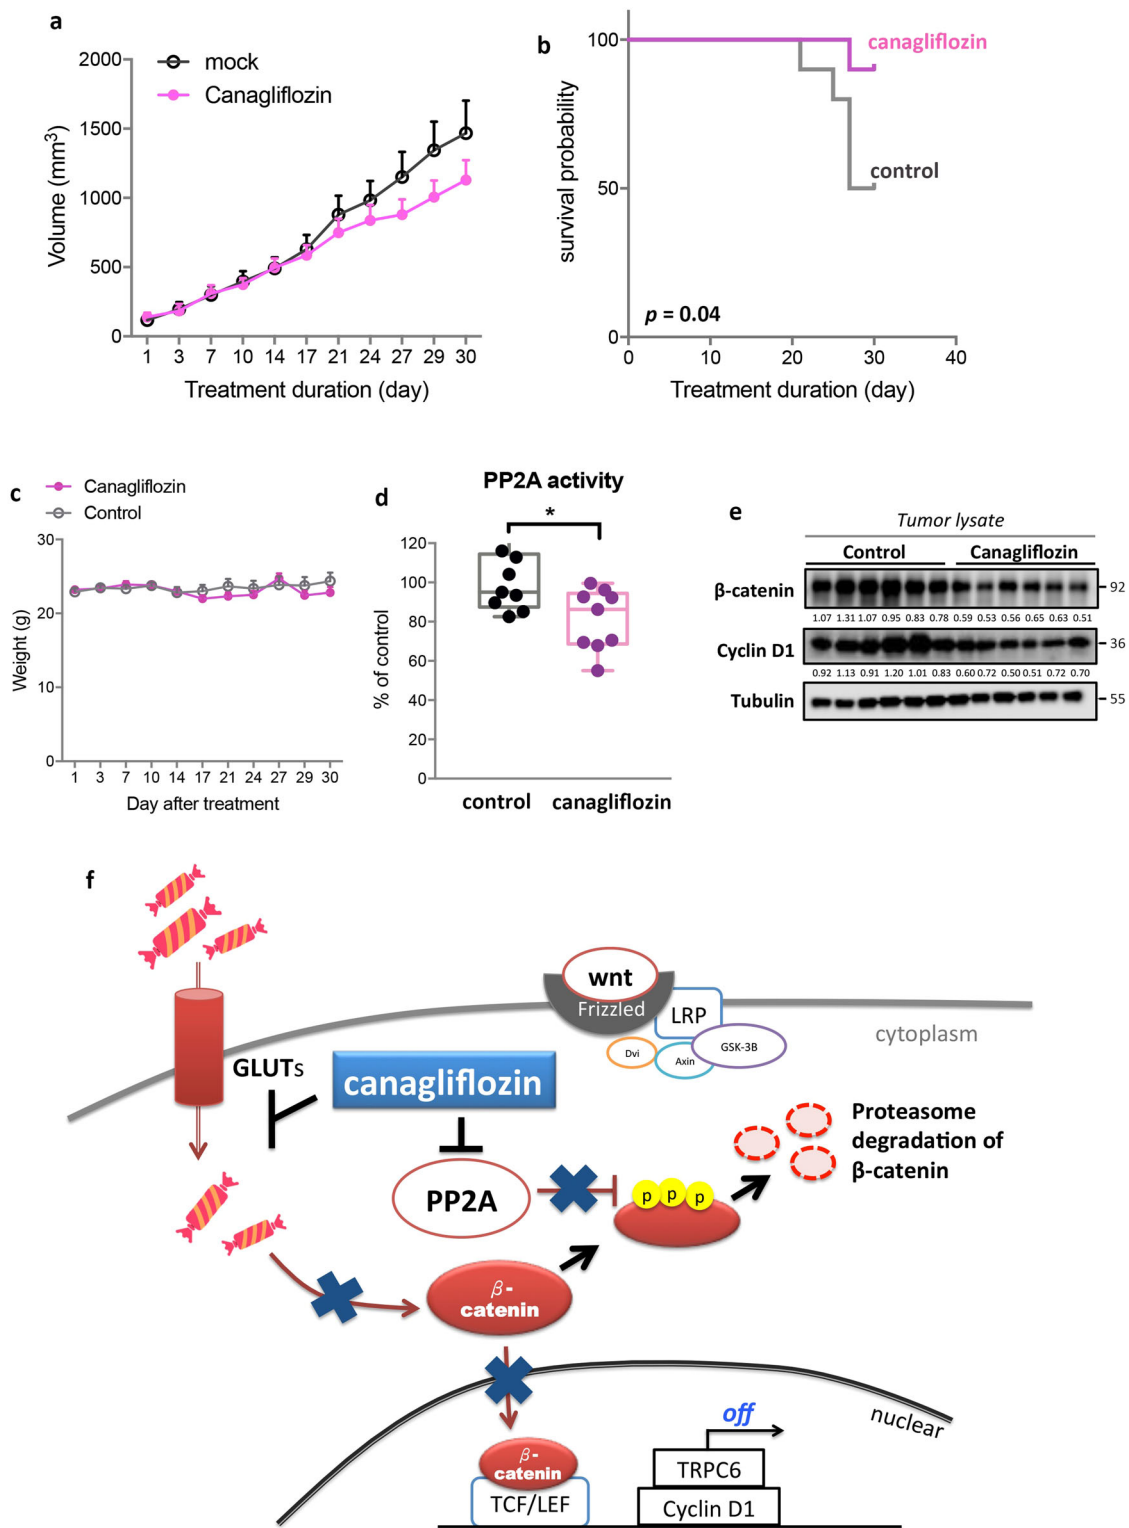 a
mock
Canagliflozin
2000
1500
1000
500
0
Volume (mm3)
1 3 7 10 14 17 21 24 27 29 30
Treatment duration (day)
b
canagliflozin
control
100
50
0
survival probability
p = 0.04
0 10 20 30 40
Treatment duration (day)
c
Canagliflozin
Control
30
20
10
0
Weight (g)
1 3 7 10 14 17 21 24 27 29 30
Day after treatment
d
PP2A activity
*
120
100
80
60
40
20
0
% of control
control canagliflozin
e
Tumor lysate
Control Canagliflozin
β-catenin 92
1.07 1.31 1.07 0.95 0.83 0.78 0.59 0.53 0.56 0.65 0.63 0.51
Cyclin D1 36
0.92 1.13 0.91 1.20 1.01 0.83 0.60 0.72 0.50 0.51 0.72 0.70
Tubulin 55
f
wnt
Frizzled
LRP
Dvi
Axin
GSK-3B
cytoplasm
GLUTs
canagliflozin
PP2A
p p p
Proteasome
degradation of
β-catenin
β-
catenin
nuclear
off
β-
catenin
TCF/LEF
TRPC6
Cyclin D1